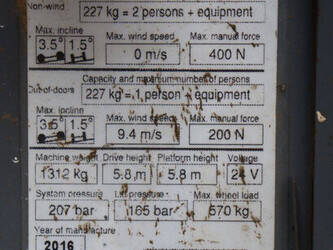 Non-wind
227 kg = 2 persons + equipment
Max. incline Max. wind speed Max. manual force
3.5° 1.5° 0 m/s 400 N
Capacity and maximum number of persons
Out-of-doors 227 kg = 1 person + equipment
Max. incline Max. wind speed Max. manual force
3.5° 1.5° 9.4 m/s 200 N
Machine weight Drive height Platform height Voltage
1312 kg 5.8 m 5.8 m 24 V
System pressure Lift pressure Max. wheel load
207 bar 165 bar 570 kg
Year of manufacture
2016